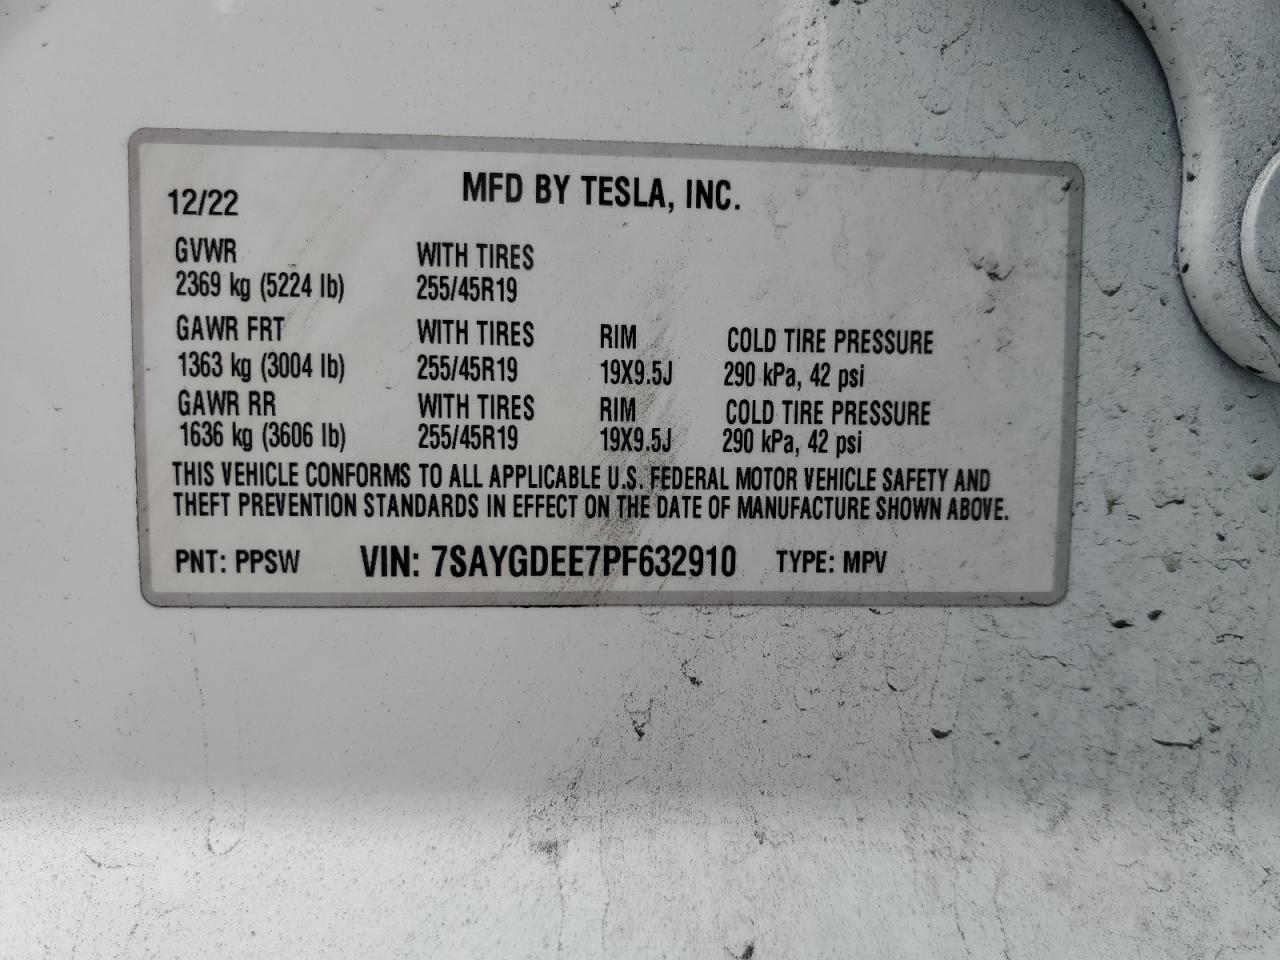 MFD BY TESLA, INC.
12/22
GVWR WITH TIRES
2369 kg (5224 lb) 255/45R19
GAWR FRT WITH TIRES RIM COLD TIRE PRESSURE
1363 kg (3004 lb) 255/45R19 19X9.5J 290 kPa, 42 psi
GAWR RR WITH TIRES RIM COLD TIRE PRESSURE
1636 kg (3606 lb) 255/45R19 19X9.5J 290 kPa, 42 psi
THIS VEHICLE CONFORMS TO ALL APPLICABLE U.S. FEDERAL MOTOR VEHICLE SAFETY AND
THEFT PREVENTION STANDARDS IN EFFECT ON THE DATE OF MANUFACTURE SHOWN ABOVE.
PNT: PPSW VIN: 7SAYGDEE7PF632910 TYPE: MPV